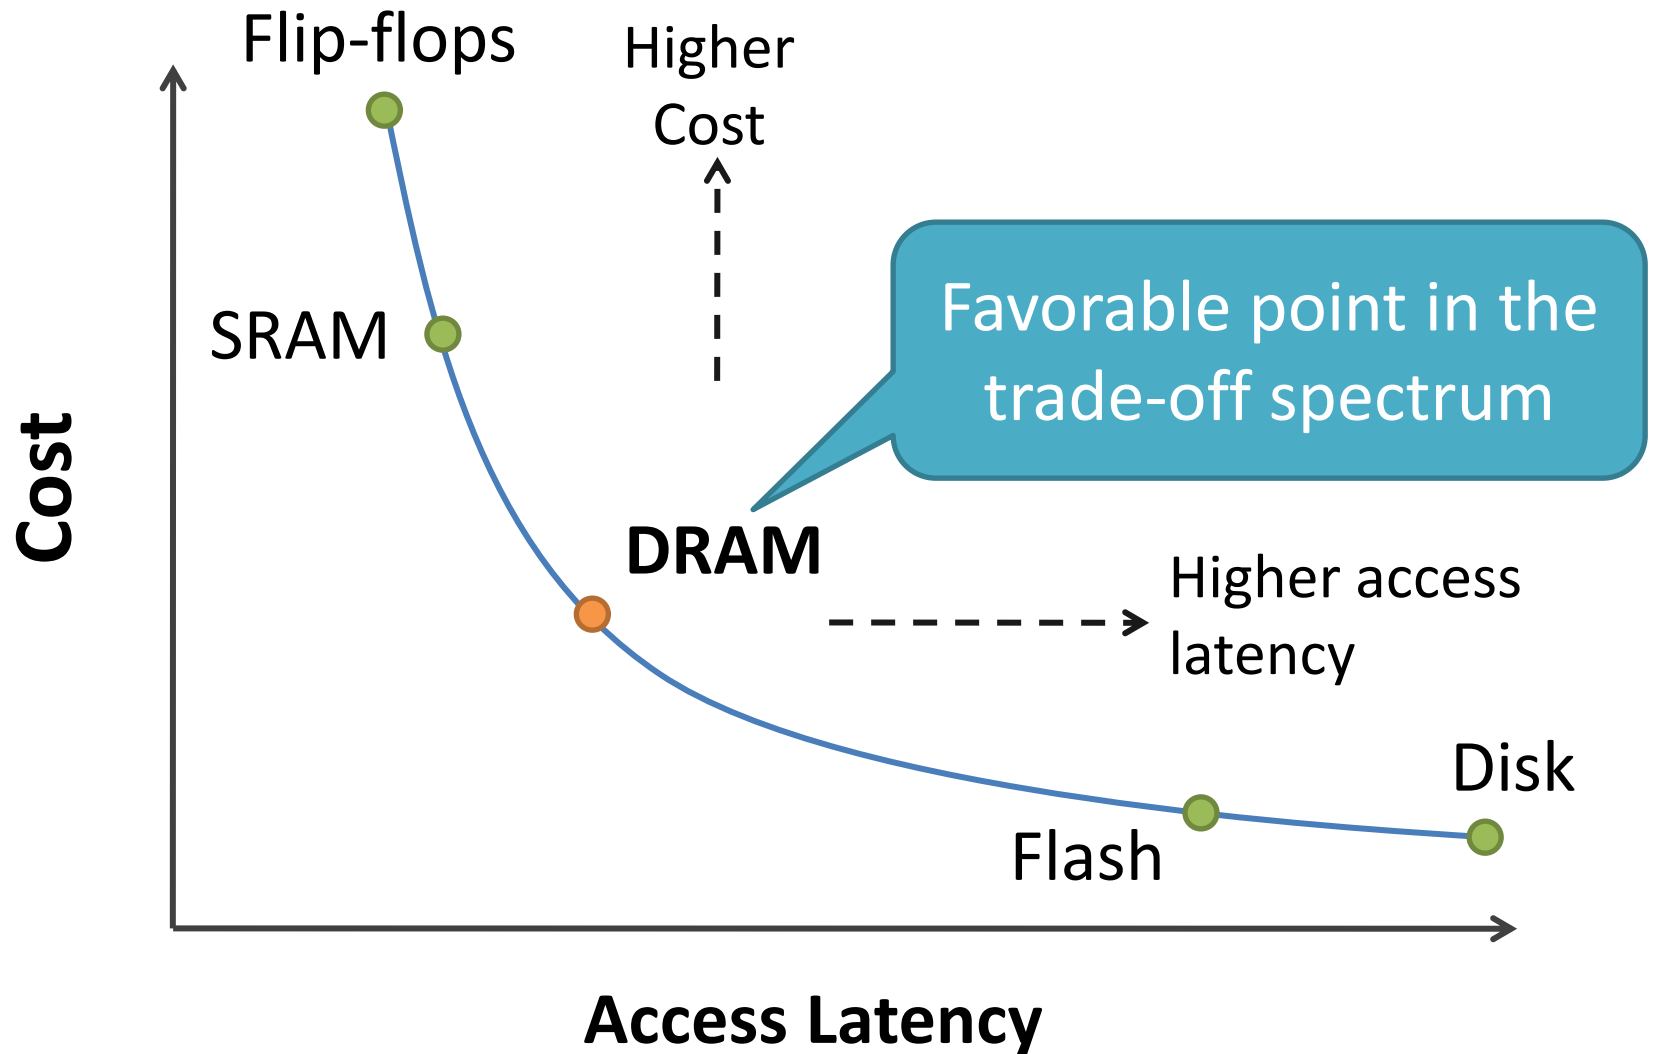 Flip-flops
Higher
Cost
Favorable point in the
trade-off spectrum
SRAM
Cost
DRAM
Higher access
latency
Disk
Flash
Access Latency